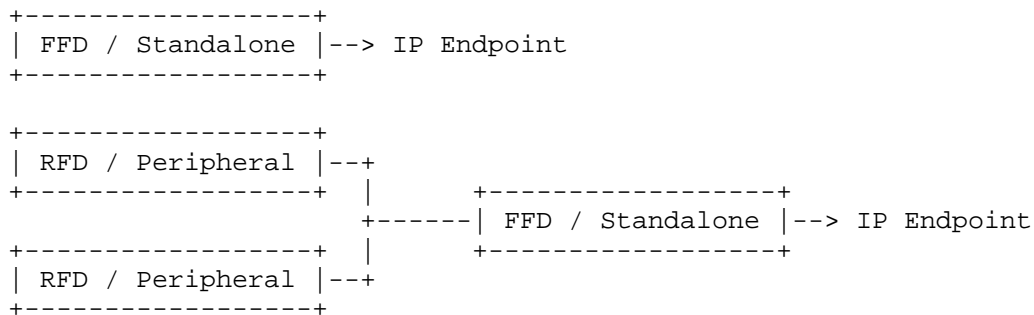 FFD / Standalone --> IP Endpoint
RFD / Peripheral
FFD / Standalone --> IP Endpoint
RFD / Peripheral